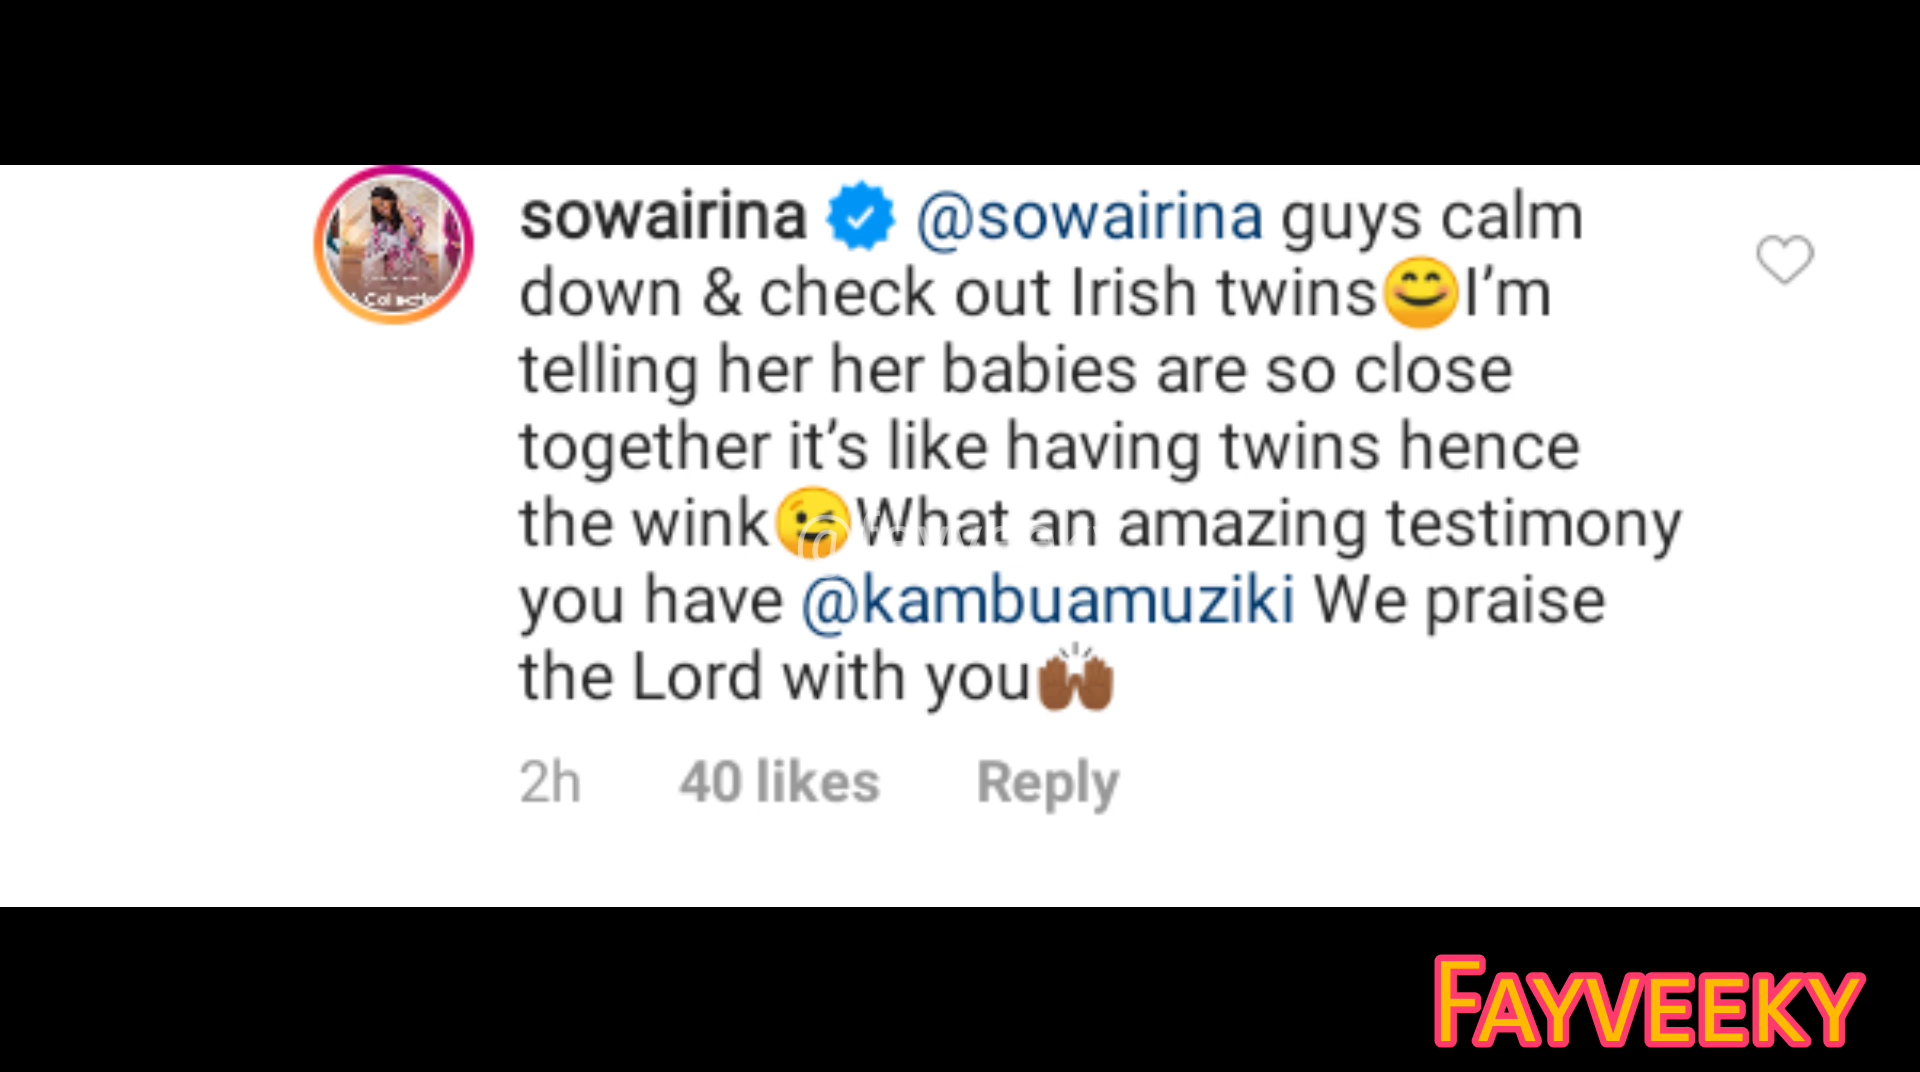 sowairina @sowairina guys calm
down & check out Irish twins😊I’m
telling her her babies are so close
together it’s like having twins hence
the wink😉What an amazing testimony
you have @kambuamuziki We praise
the Lord with you🙌🏾
2h 40 likes Reply
FAYVEEKY